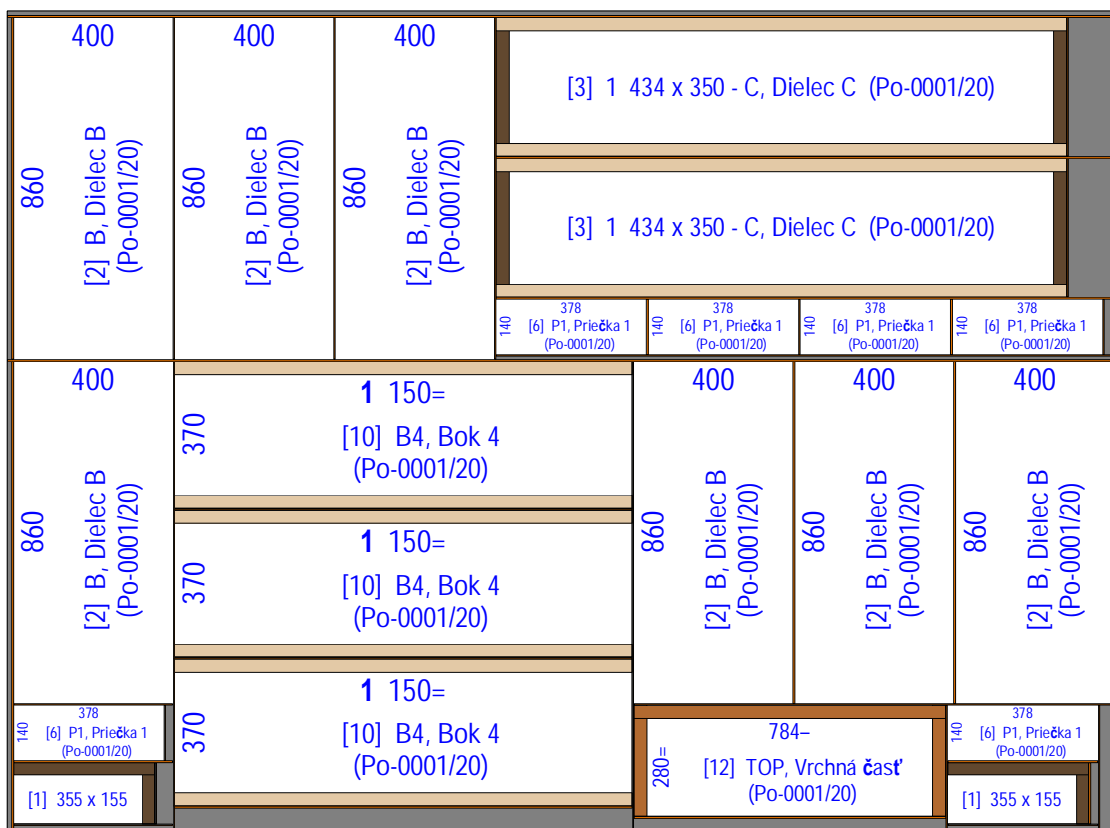 400
860
[2] B, Dielec B
(Po-0001/20)
400
860
[2] B, Dielec B
(Po-0001/20)
400
860
[2] B, Dielec B
(Po-0001/20)
[3] 1 434 x 350 - C, Dielec C (Po-0001/20)
[3] 1 434 x 350 - C, Dielec C (Po-0001/20)
378
140
[6] P1, Priečka 1
(Po-0001/20)
378
140
[6] P1, Priečka 1
(Po-0001/20)
378
140
[6] P1, Priečka 1
(Po-0001/20)
378
140
[6] P1, Priečka 1
(Po-0001/20)
400
860
[2] B, Dielec B
(Po-0001/20)
1 150=
370
[10] B4, Bok 4
(Po-0001/20)
1 150=
370
[10] B4, Bok 4
(Po-0001/20)
1 150=
370
[10] B4, Bok 4
(Po-0001/20)
400
860
[2] B, Dielec B
(Po-0001/20)
400
860
[2] B, Dielec B
(Po-0001/20)
400
860
[2] B, Dielec B
(Po-0001/20)
378
140
[6] P1, Priečka 1
(Po-0001/20)
[1] 355 x 155
784–
280=
[12] TOP, Vrchná časť
(Po-0001/20)
378
140
[6] P1, Priečka 1
(Po-0001/20)
[1] 355 x 155